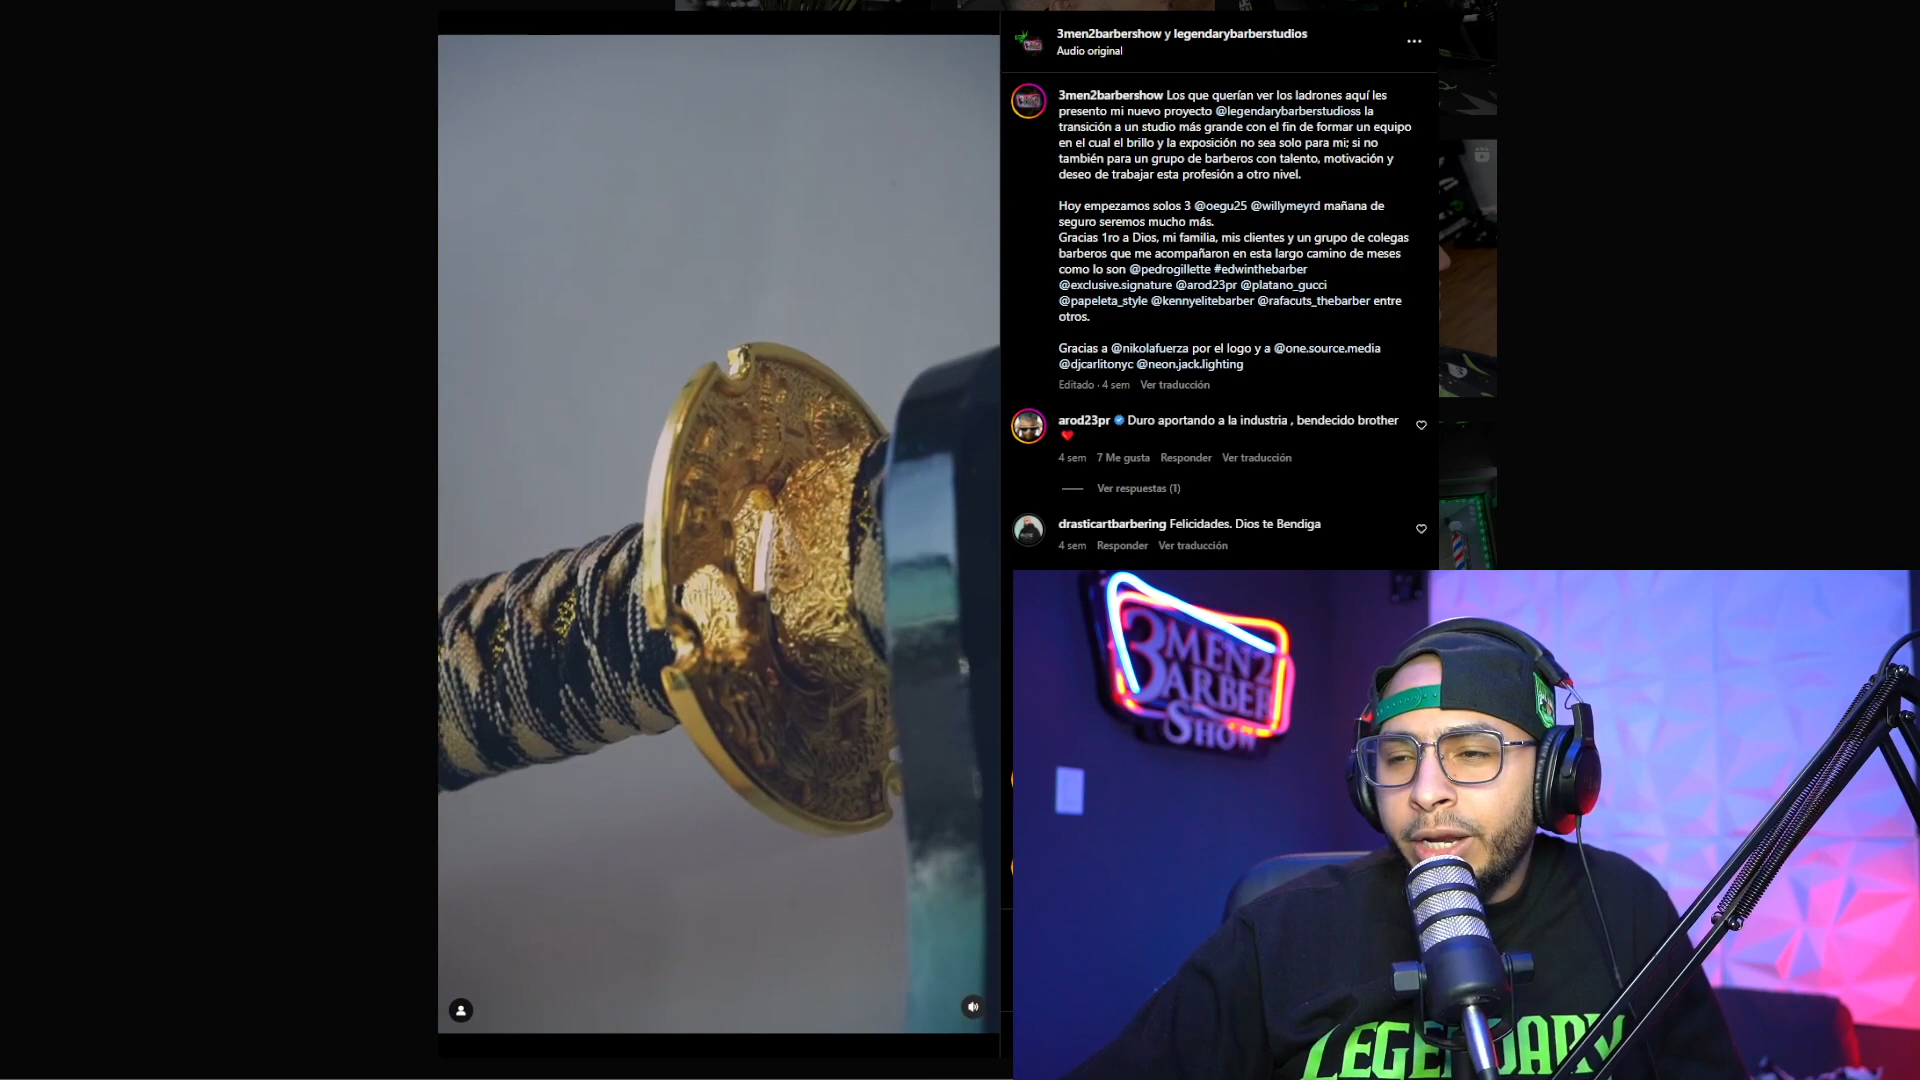 3men2barbershow y legendarybarberstudios
Audio original
3men2barbershow Los que querían ver los ladrones aquí les
presento mi nuevo proyecto @legendarybarberstudioss la
transición a un studio más grande con el fin de formar un equipo
en el cual el brillo y la exposición no sea solo para mi; si no
también para un grupo de barberos con talento, motivación y
deseo de trabajar esta profesión a otro nivel.
Hoy empezamos solos 3 @oegu25 @willymeyrd mañana de
seguro seremos mucho más.
Gracias 1ro a Dios, mi familia, mis clientes y un grupo de colegas
barberos que me acompañaron en esta largo camino de meses
como lo son @pedrogillette #edwinthebarber
@exclusive.signature @arod23pr @platano_gucci
@papeleta_style @kennyelitebarber @rafacuts_thebarber entre
otros.
Gracias a @nikolafuerza por el logo y a @one.source.media
@djcarlitonyc @neon.jack.lighting
Editado · 4 sem Ver traducción
arod23pr Duro aportando a la industria , bendecido brother
❤️
4 sem 7 Me gusta Responder Ver traducción
Ver respuestas (1)
drasticartbarbering Felicidades. Dios te Bendiga
4 sem Responder Ver traducción
3MEN2
BARBER
SHOW
LEGENDARY